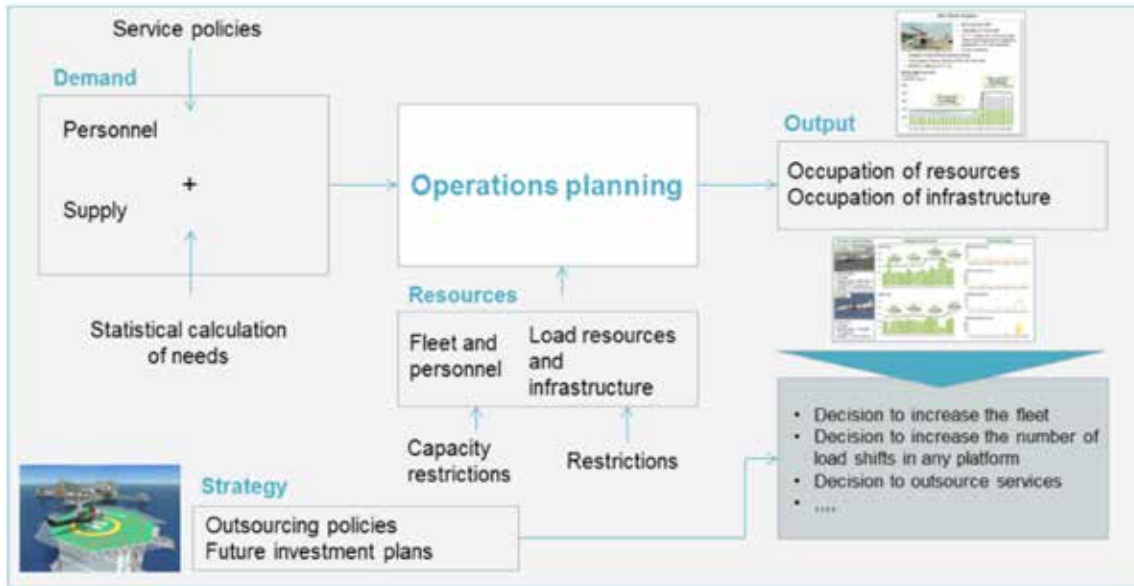 Service policies
Demand
Personnel
+
Supply
Statistical calculation
of needs
Operations planning
Resources
Fleet and
personnel
Load resources
and
infrastructure
Capacity
restrictions
Restrictions
Output
Occupation of resources
Occupation of infrastructure
• Decision to increase the fleet
• Decision to increase the number of
load shifts in any platform
• Decision to outsource services
• ....
Strategy
Outsourcing policies
Future investment plans